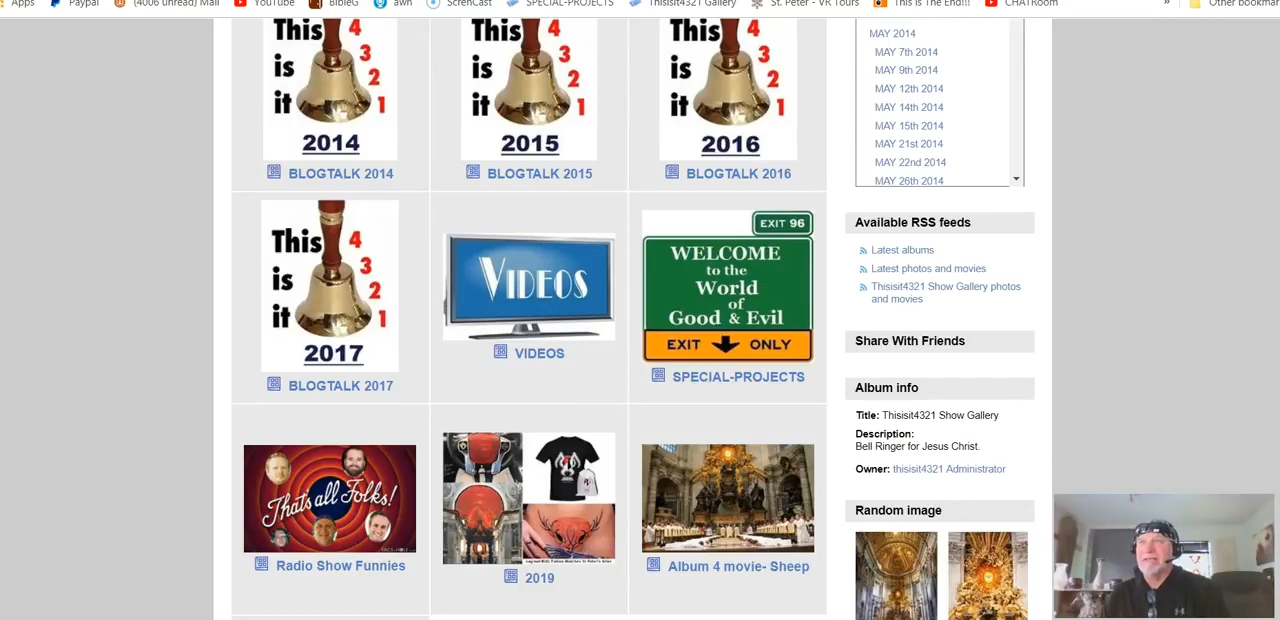 Apps Paypal (4006 unread) Mail YouTube BibleG awn ScrenCast SPECIAL-PROJECTS Thisisit4321 Gallery St. Peter - VR Tours This Is The End!!! CHATRoom » Other bookmar
This 4
is 3
it 2
1
2014
BLOGTALK 2014
This 4
is 3
it 2
1
2015
BLOGTALK 2015
This 4
is 3
it 2
1
2016
BLOGTALK 2016
This 4
is 3
it 2
1
2017
BLOGTALK 2017
VIDEOS
VIDEOS
EXIT 96
WELCOME
to the
World
of
Good & Evil
EXIT ONLY
SPECIAL-PROJECTS
That's all Folks!
Radio Show Funnies
2019
Album 4 movie- Sheep
MAY 2014
MAY 7th 2014
MAY 9th 2014
MAY 12th 2014
MAY 14th 2014
MAY 15th 2014
MAY 21st 2014
MAY 22nd 2014
MAY 26th 2014
Available RSS feeds
Latest albums
Latest photos and movies
Thisisit4321 Show Gallery photos
and movies
Share With Friends
Album info
Title: Thisisit4321 Show Gallery
Description:
Bell Ringer for Jesus Christ.
Owner: thisisit4321 Administrator
Random image